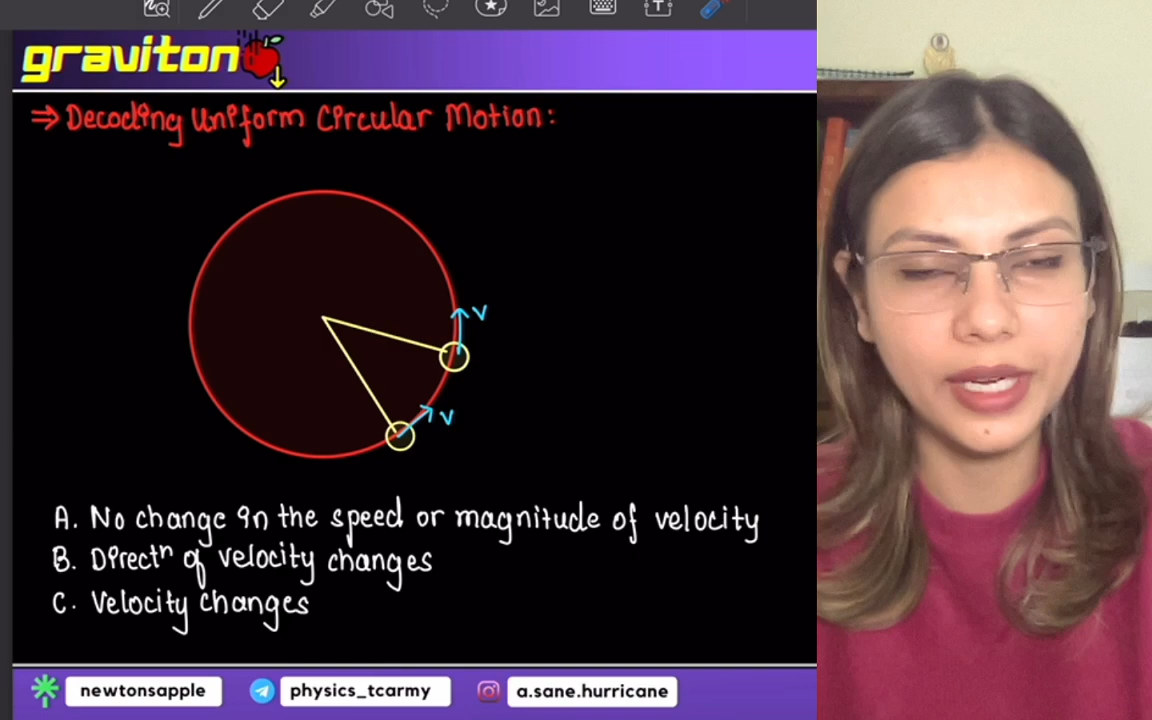 graviton
⇒ Decoding Uniform Circular Motion:
V
V
A. No change in the speed or magnitude of velocity
B. Directⁿ of velocity changes
C. Velocity changes
newtonsapple
physics_tcarmy
a.sane.hurricane